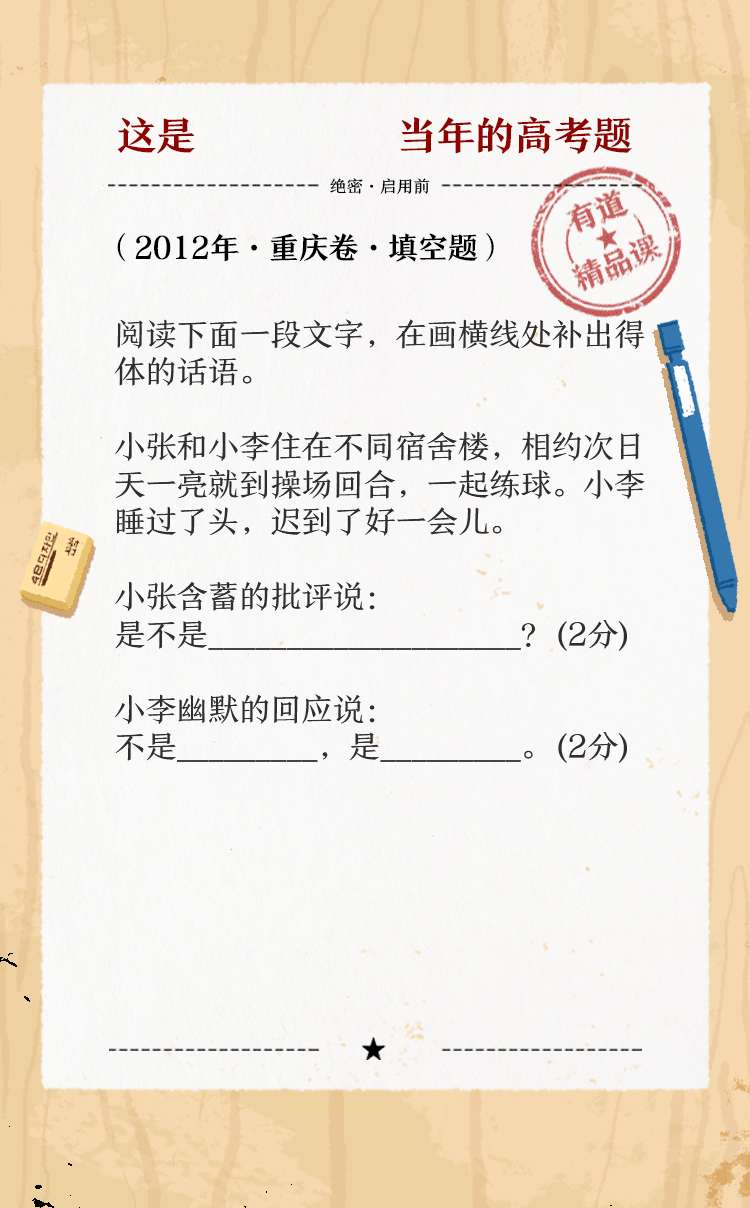 这是 当年的高考题
绝密·启用前
有道
精品课
（2012年·重庆卷·填空题）
阅读下面一段文字，在画横线处补出得
体的话语。
小张和小李住在不同宿舍楼，相约次日
天一亮就到操场回合，一起练球。小李
睡过了头，迟到了好一会儿。
小张含蓄的批评说：
是不是____________________？(2分)
小李幽默的回应说：
不是_________，是_________。(2分)